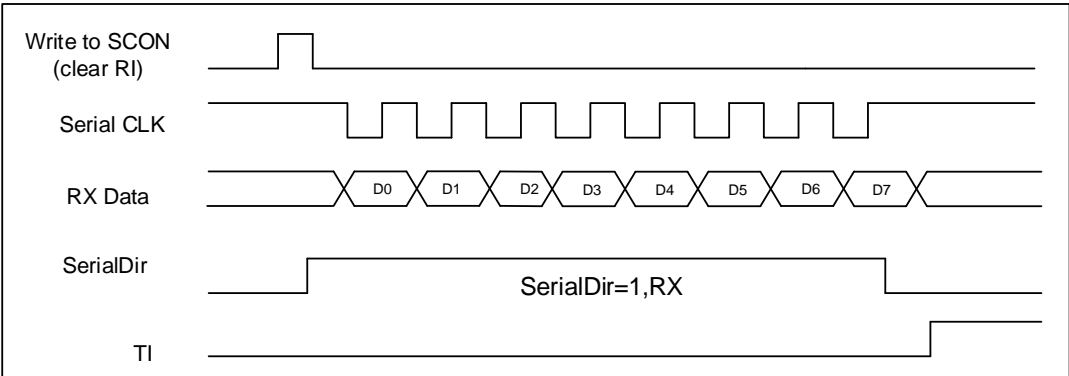 Write to SCON
(clear RI)
Serial CLK
RX Data
D0 D1 D2 D3 D4 D5 D6 D7
SerialDir
SerialDir=1,RX
TI